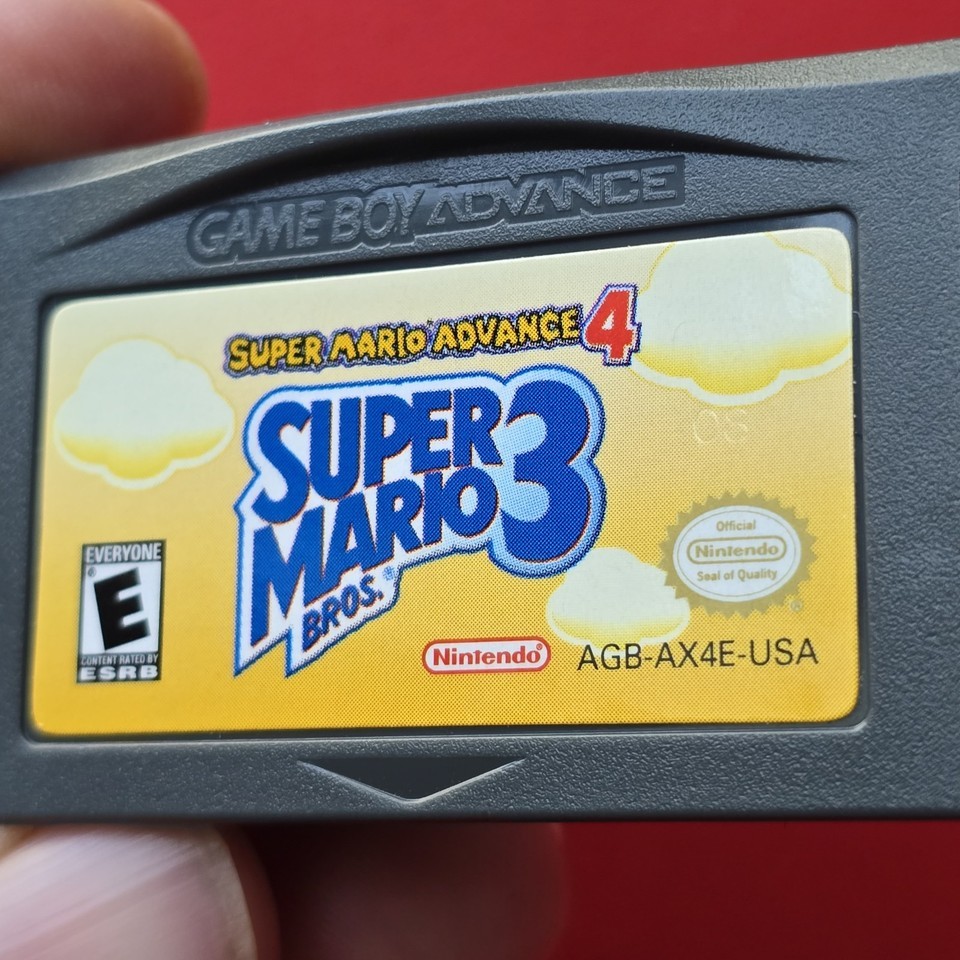 GAME BOY ADVANCE
SUPER MARIO ADVANCE 4
SUPER
MARIO 3
BROS.®
08
Official
Nintendo
Seal of Quality
®
EVERYONE
E
®
CONTENT RATED BY
ESRB
Nintendo®
AGB-AX4E-USA